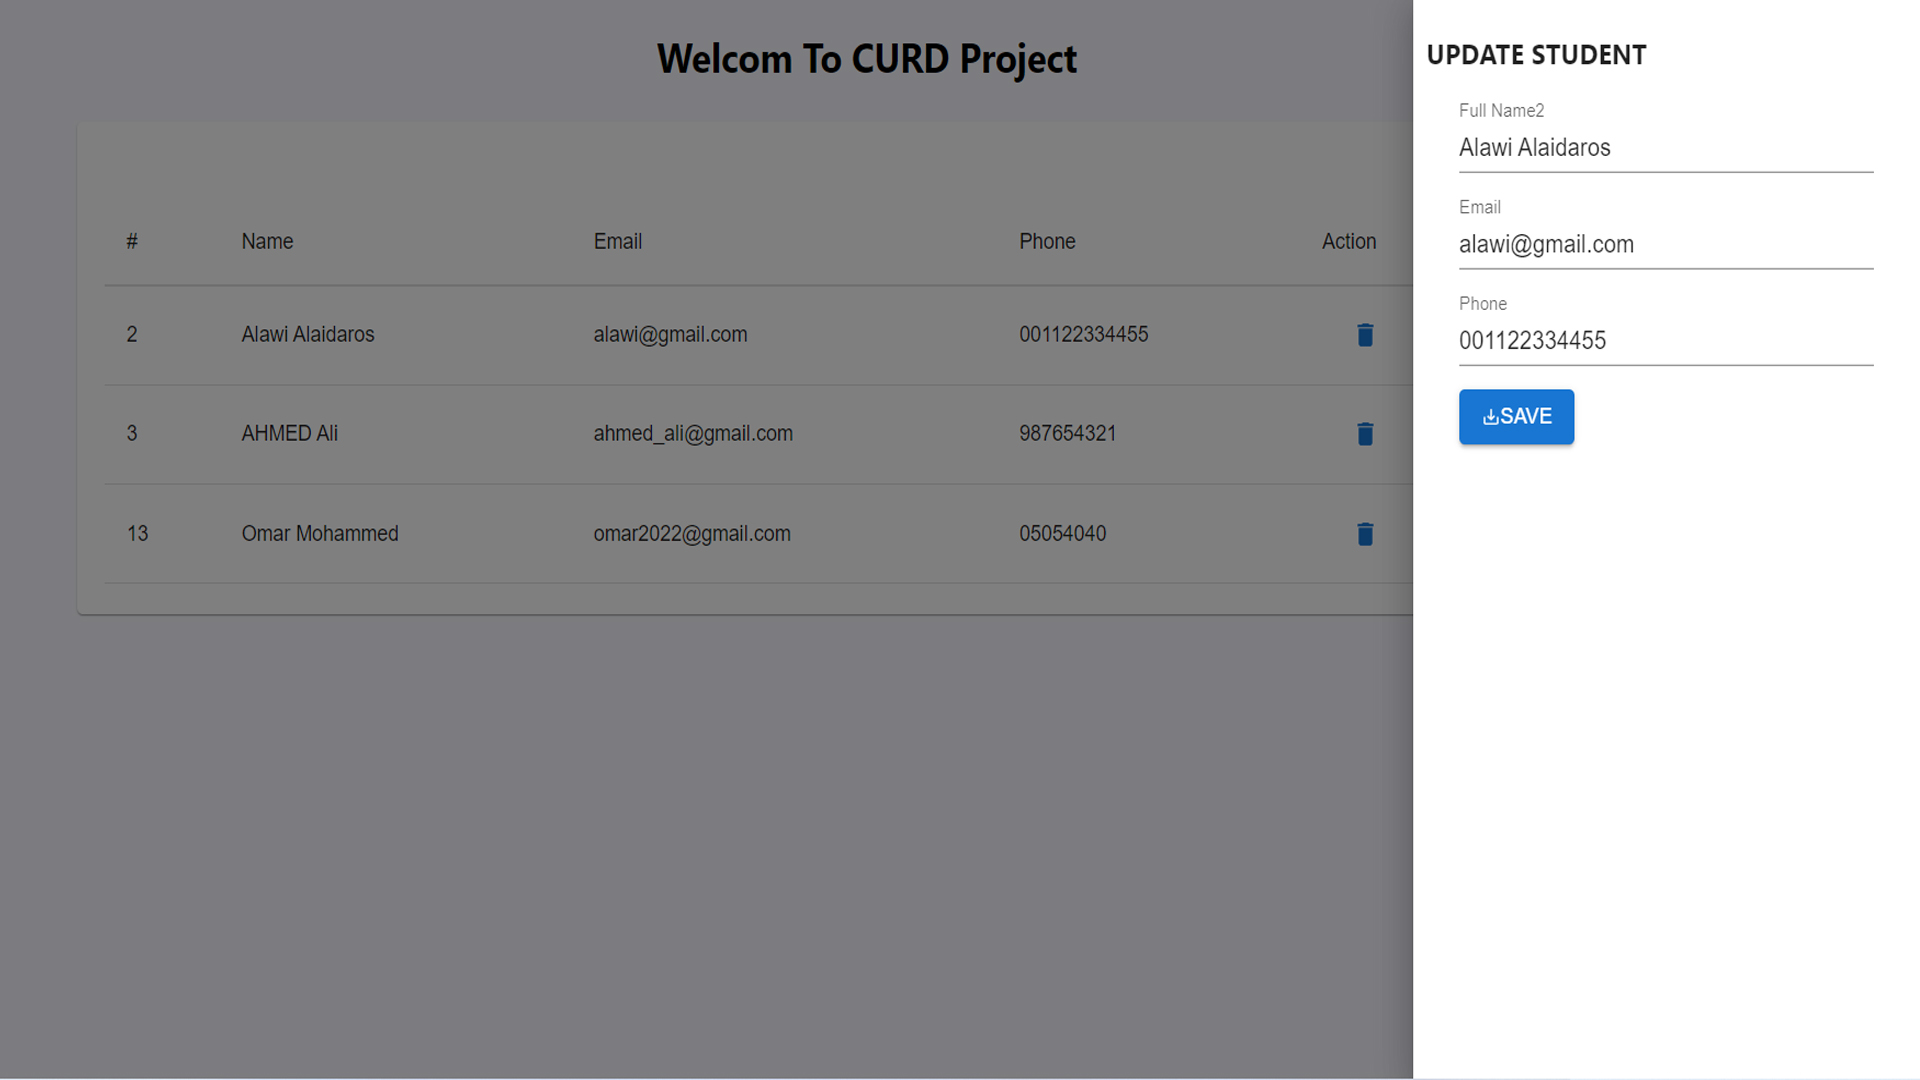 Welcom To CURD Project
# Name Email Phone Action
2 Alawi Alaidaros alawi@gmail.com 001122334455
3 AHMED Ali ahmed_ali@gmail.com 987654321
13 Omar Mohammed omar2022@gmail.com 05054040
UPDATE STUDENT
Full Name2
Alawi Alaidaros
Email
alawi@gmail.com
Phone
001122334455
SAVE